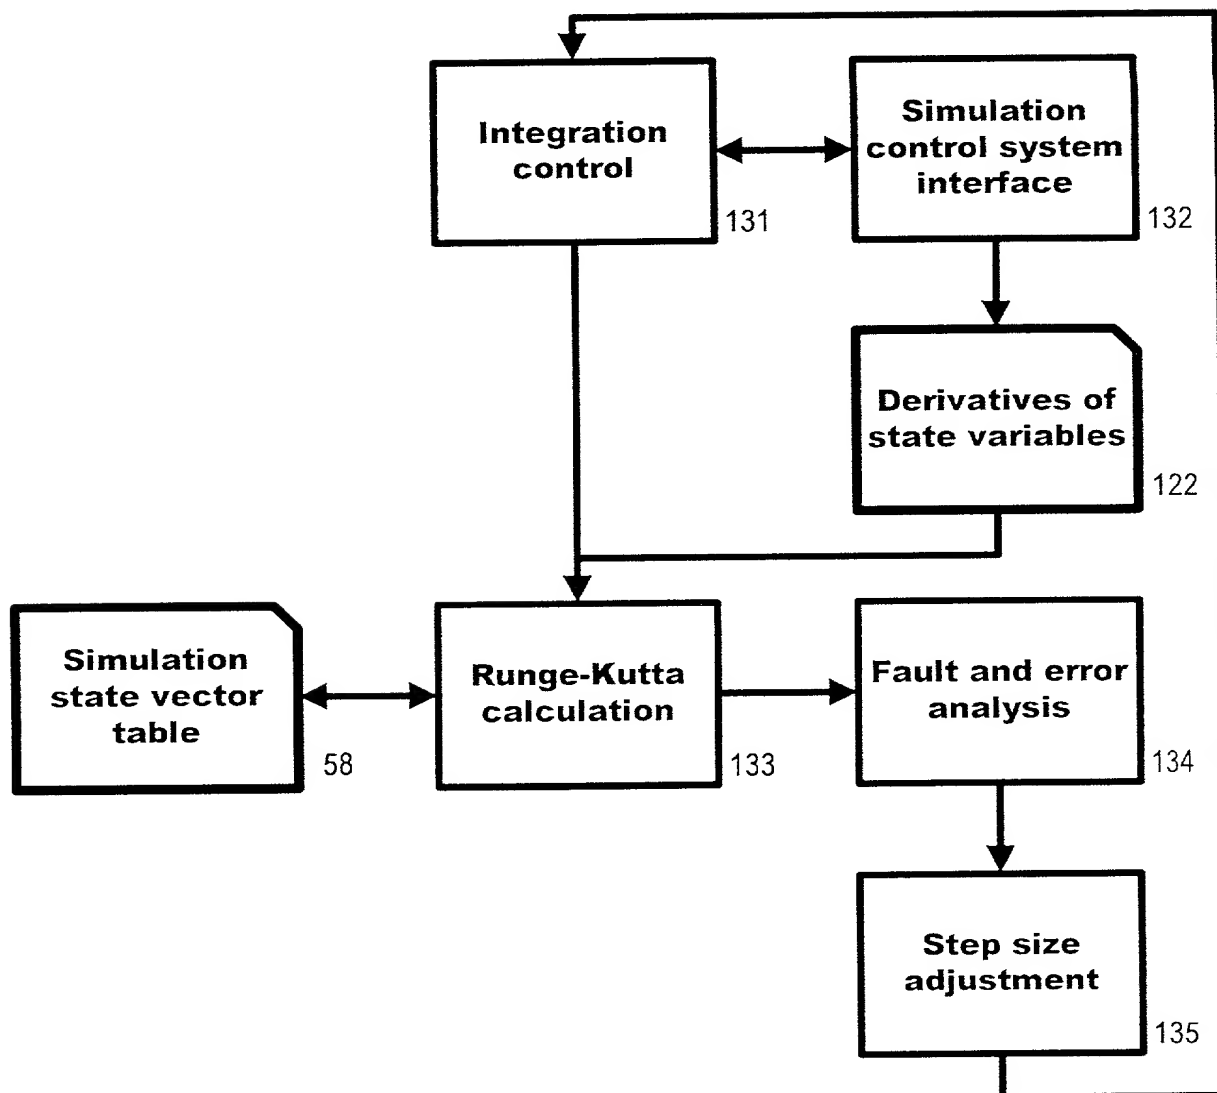 Integration
control
131
Simulation
control system
interface
132
Derivatives of
state variables
122
Simulation
state vector
table
58
Runge-Kutta
calculation
133
Fault and error
analysis
134
Step size
adjustment
135